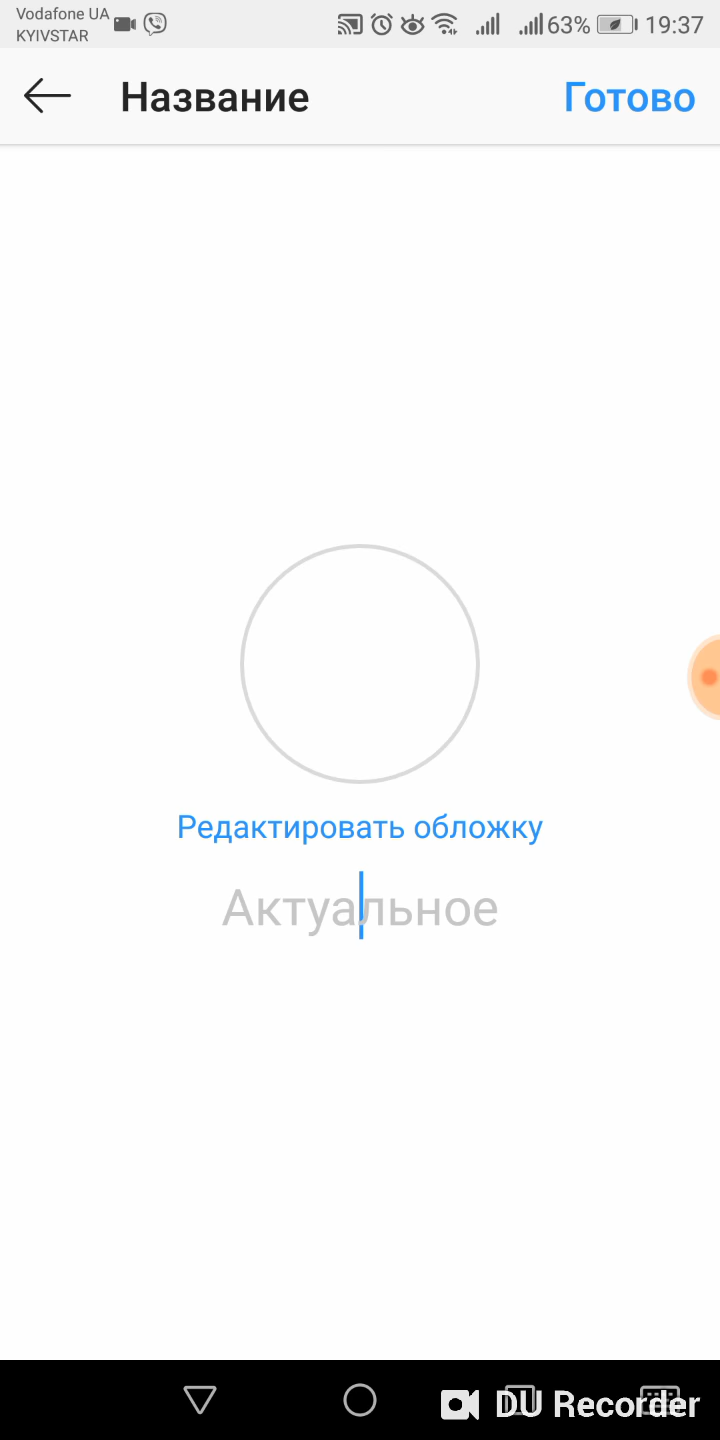 Vodafone UA
KYIVSTAR
63% 19:37
Название
Готово
Редактировать обложку
Актуальное
DU Recorder